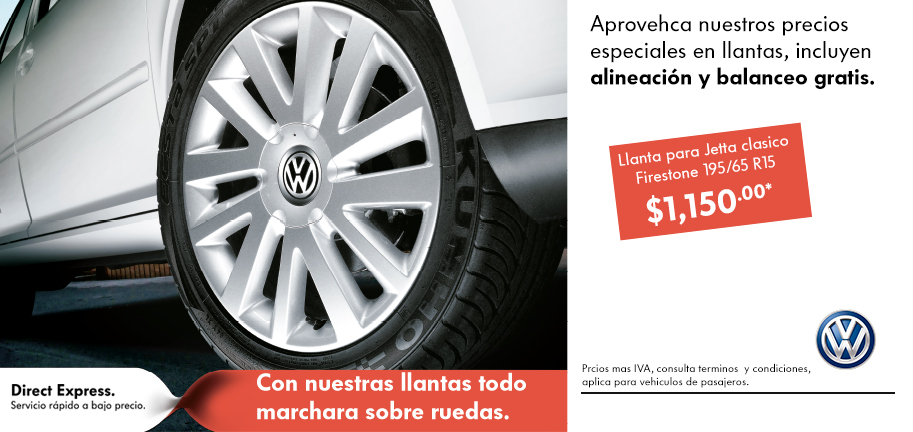 Aprovehca nuestros precios
especiales en llantas, incluyen
alineación y balanceo gratis.
Llanta para Jetta clasico
Firestone 195/65 R15
$1,150.00*
KUMHO
Prcios mas IVA, consulta terminos y condiciones,
aplica para vehiculos de pasajeros.
Direct Express.
Servicio rápido a bajo precio.
Con nuestras llantas todo
marchara sobre ruedas.